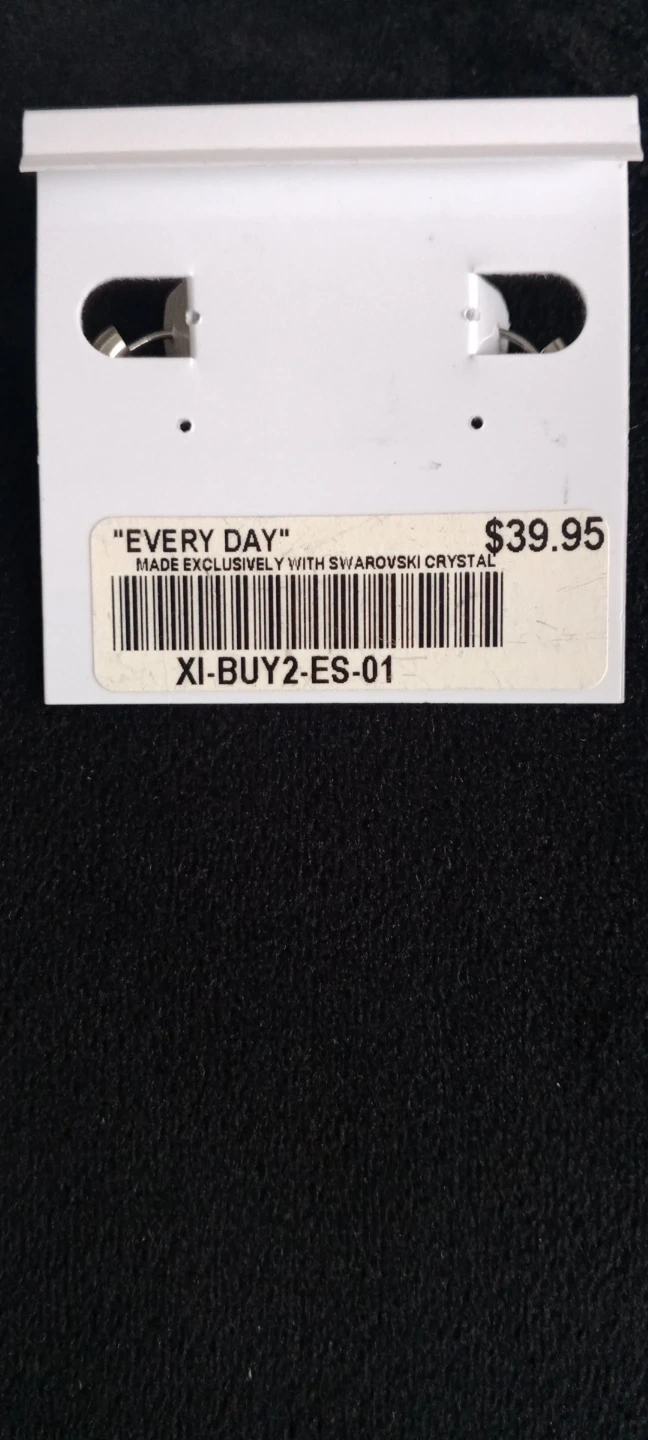 "EVERY DAY" $39.95
MADE EXCLUSIVELY WITH SWAROVSKI CRYSTAL
XI-BUY2-ES-01